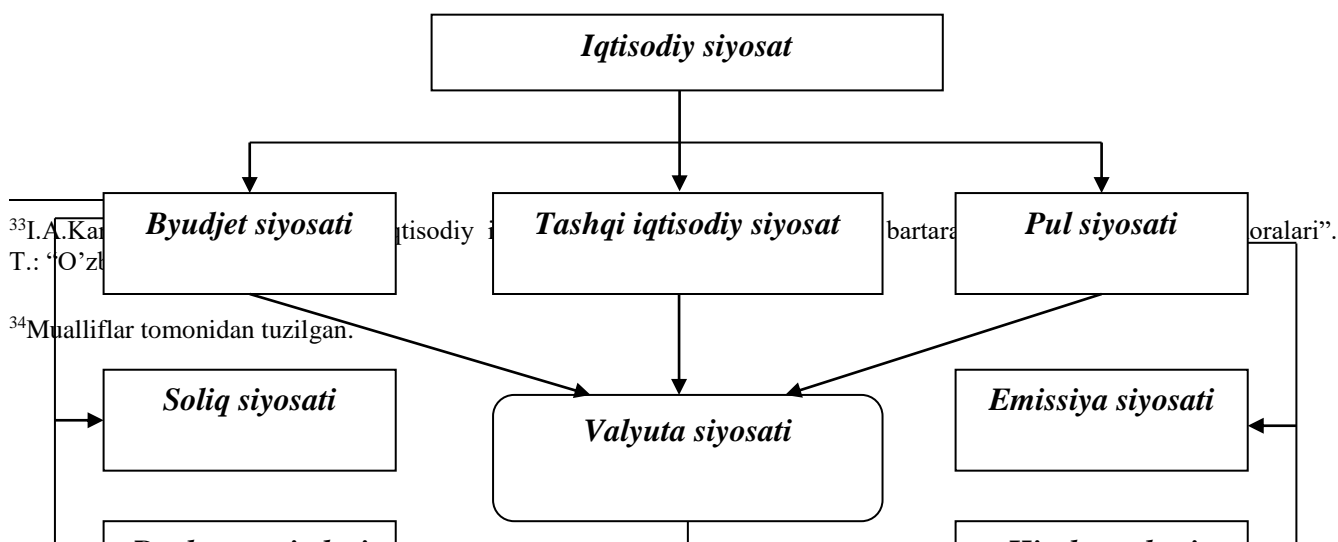 Iqtisodiy siyosat
Byudjet siyosati
Tashqi iqtisodiy siyosat
Pul siyosati
³³I.A.Kar qtisodiy i bartara oralari”.
T.: “O’zb
³⁴Mualliflar tomonidan tuzilgan.
Soliq siyosati
Valyuta siyosati
Emissiya siyosati